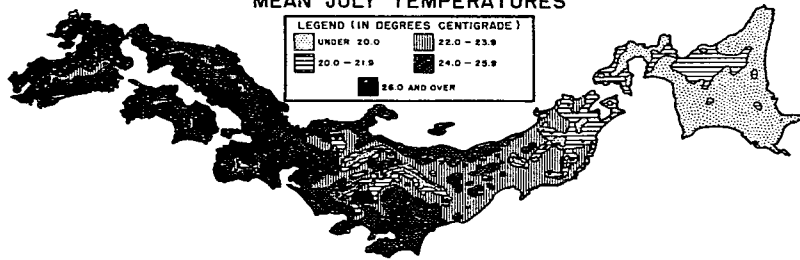 MEAN JULY TEMPERATURES
LEGEND (IN DEGREES CENTIGRADE)
UNDER 20.0
22.0 - 23.9
20.0 - 21.9
24.0 - 25.9
26.0 AND OVER